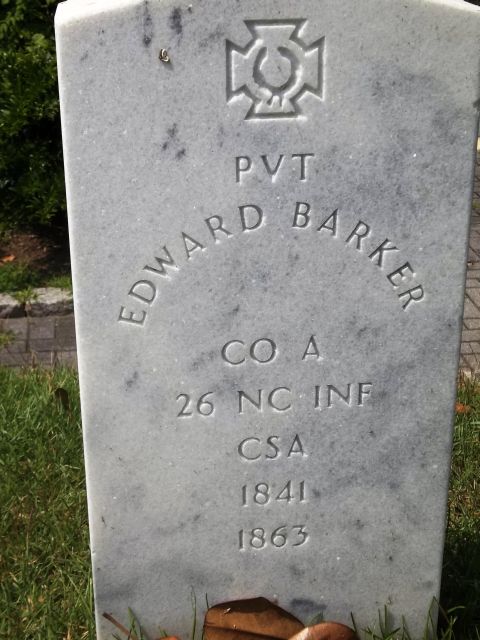 PVT
EDWARD BARKER
CO A
26 NC INF
CSA
1841
1863